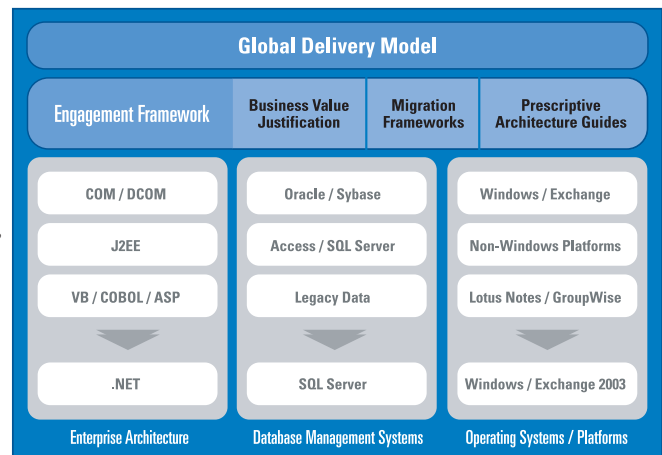 Global Delivery Model
Engagement Framework
Business Value
Justification
Migration
Frameworks
Prescriptive
Architecture Guides
COM / DCOM
J2EE
VB / COBOL / ASP
.NET
Enterprise Architecture
Oracle / Sybase
Access / SQL Server
Legacy Data
SQL Server
Database Management Systems
Windows / Exchange
Non-Windows Platforms
Lotus Notes / GroupWise
Windows / Exchange 2003
Operating Systems / Platforms